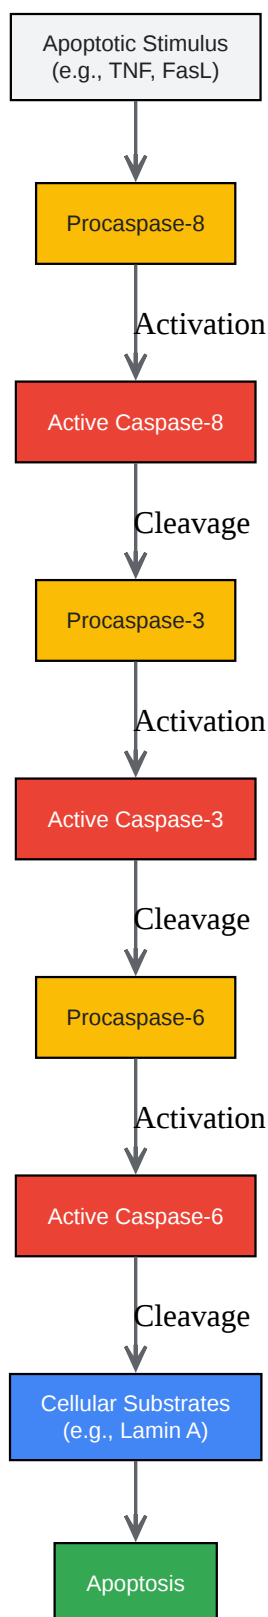 Apoptotic Stimulus
(e.g., TNF, FasL)
Procaspase-8
Activation
Active Caspase-8
Cleavage
Procaspase-3
Activation
Active Caspase-3
Cleavage
Procaspase-6
Activation
Active Caspase-6
Cleavage
Cellular Substrates
(e.g., Lamin A)
Apoptosis